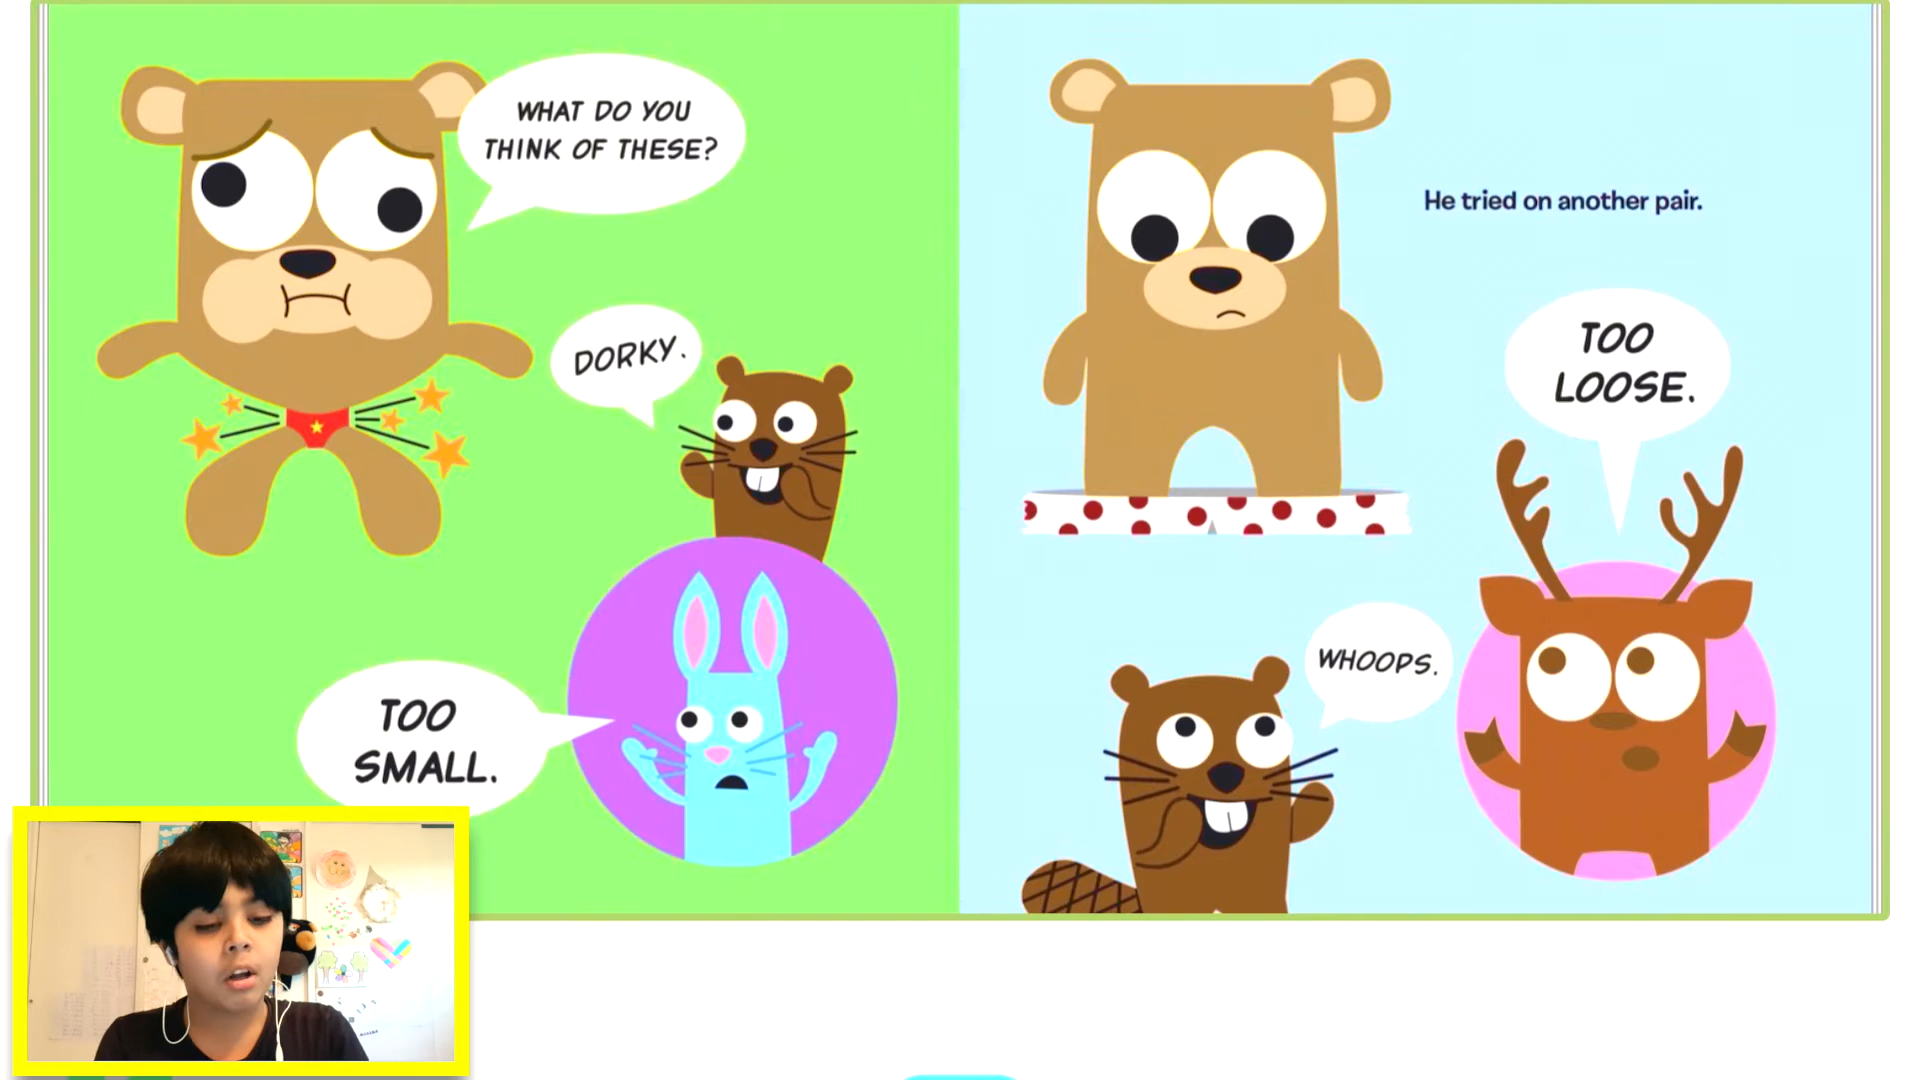 WHAT DO YOU
THINK OF THESE?
DORKY.
TOO
SMALL.
He tried on another pair.
TOO
LOOSE.
WHOOPS.